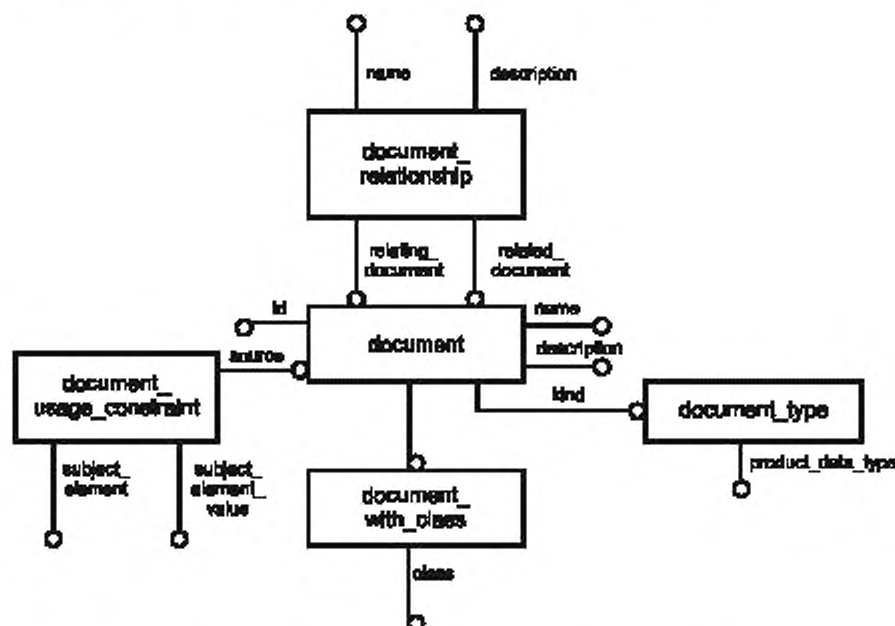 name
description
document_
relationship
relating_
document
related_
document
id
name
document
source
description
document_
usage_constraint
kind
document_type
subject_
element
subject_
element_
value
product_data_type
document_
with_class
class